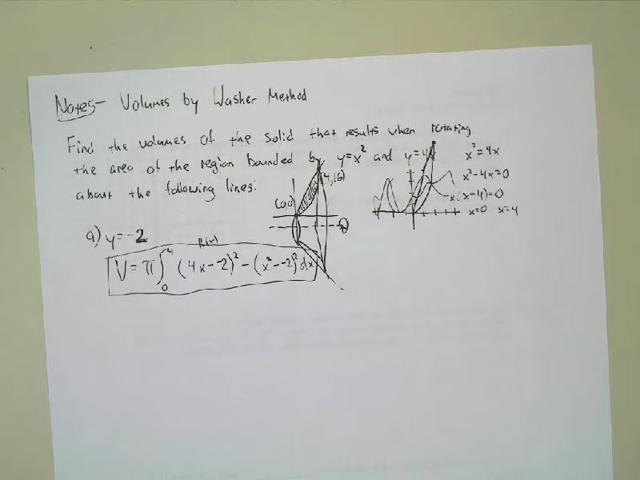 Notes- Volumes by Washer Method
Find the volumes of the solid that results when rotating
the area of the region bounded by y=x² and y=4x
about the following lines:
x²=4x
x²-4x=0
x(x-4)=0
x=0 x=4
(4,16)
(0,0)
a) y=-2
R(x)
V=π∫₀⁴ (4x--2)² - (x²--2)² dx